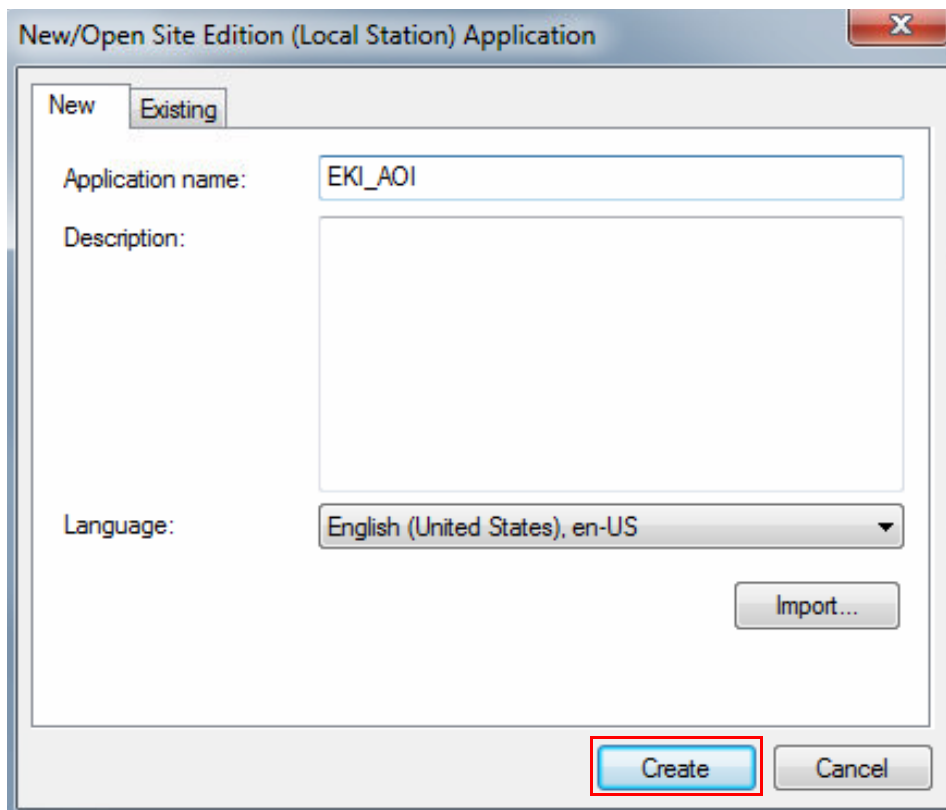 New/Open Site Edition (Local Station) Application
New Existing
Application name: EKI_AOI
Description:
Language: English (United States), en-US
Import...
Create Cancel